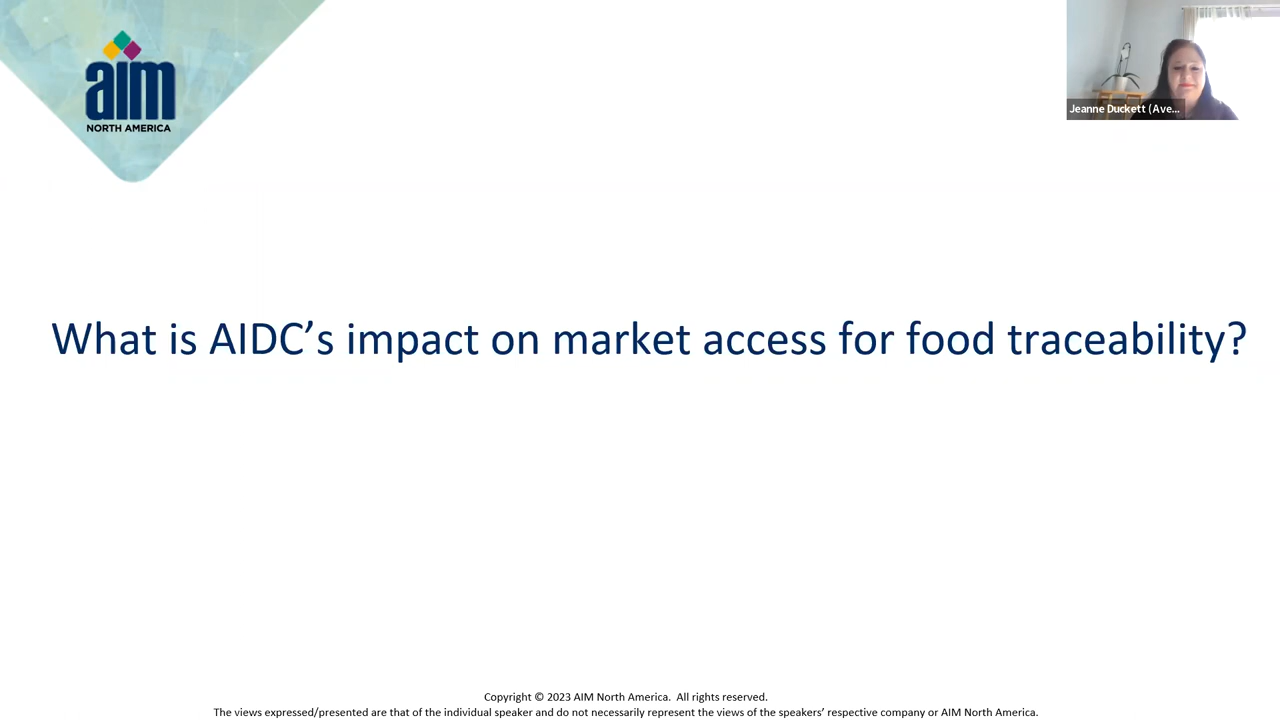 aim
NORTH AMERICA
Jeanne Duckett (Ave...
What is AIDC’s impact on market access for food traceability?
Copyright © 2023 AIM North America.  All rights reserved.
The views expressed/presented are that of the individual speaker and do not necessarily represent the views of the speakers’ respective company or AIM North America.